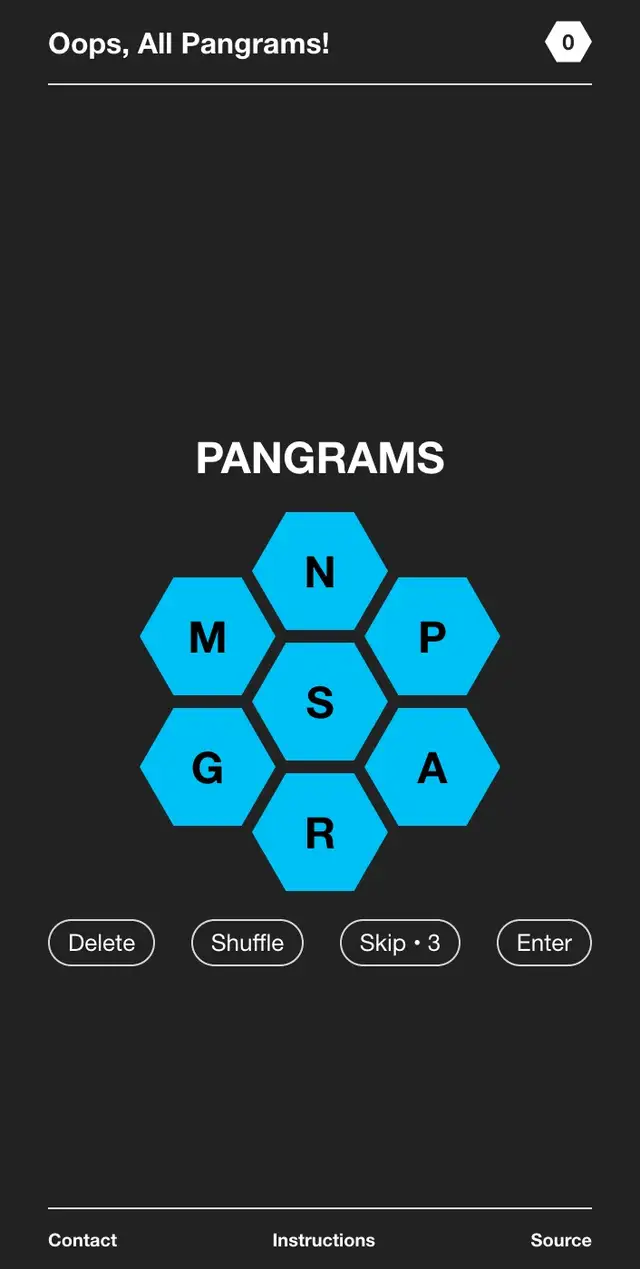 Oops, All Pangrams!
0
PANGRAMS
N
M
P
S
G
A
R
Delete
Shuffle
Skip • 3
Enter
Contact
Instructions
Source